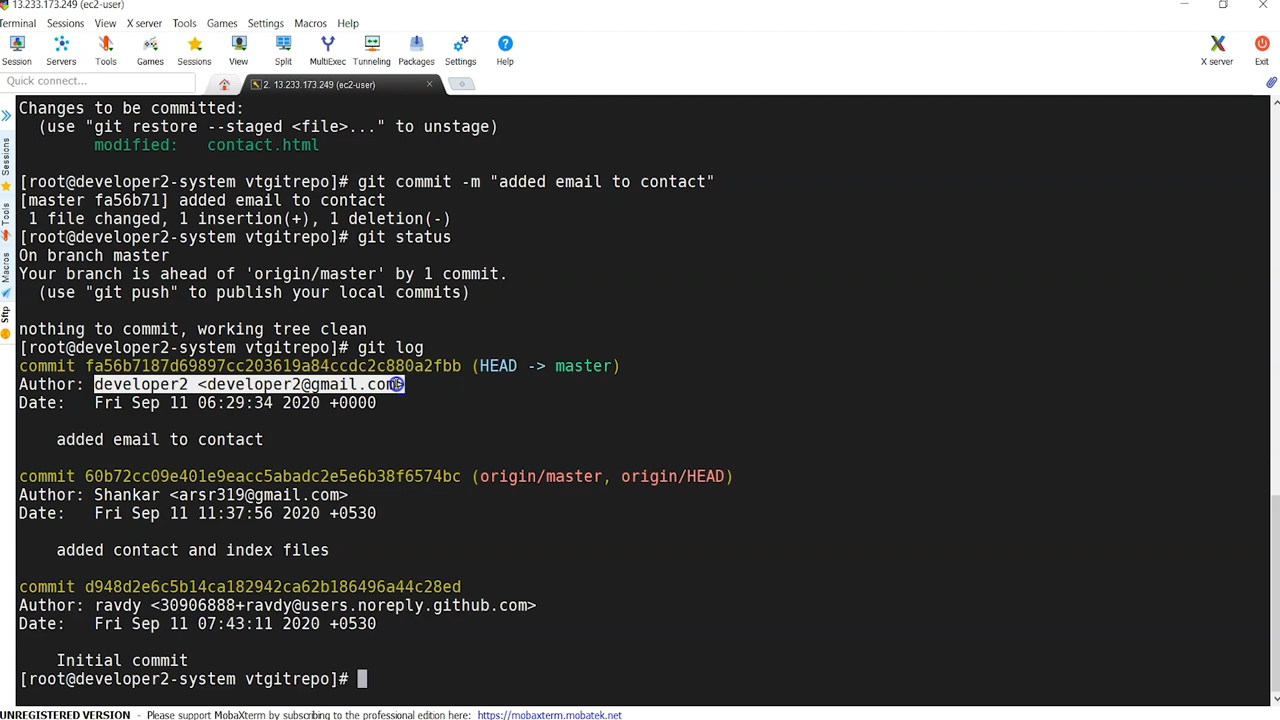 13.233.173.249 (ec2-user)
Terminal Sessions View X server Tools Games Settings Macros Help
Session Servers Tools Games Sessions View Split MultiExec Tunneling Packages Settings Help X server Exit
Quick connect...
2. 13.233.173.249 (ec2-user)
Sessions
Tools
Macros
Sftp
Changes to be committed:
(use "git restore --staged <file>..." to unstage)
modified: contact.html
[root@developer2-system vtgitrepo]# git commit -m "added email to contact"
[master fa56b71] added email to contact
1 file changed, 1 insertion(+), 1 deletion(-)
[root@developer2-system vtgitrepo]# git status
On branch master
Your branch is ahead of 'origin/master' by 1 commit.
(use "git push" to publish your local commits)
nothing to commit, working tree clean
[root@developer2-system vtgitrepo]# git log
commit fa56b7187d69897cc203619a84ccdc2c880a2fbb (HEAD -> master)
Author: developer2 <developer2@gmail.com>
Date: Fri Sep 11 06:29:34 2020 +0000
added email to contact
commit 60b72cc09e401e9eacc5abadc2e5e6b38f6574bc (origin/master, origin/HEAD)
Author: Shankar <arsr319@gmail.com>
Date: Fri Sep 11 11:37:56 2020 +0530
added contact and index files
commit d948d2e6c5b14ca182942ca62b186496a44c28ed
Author: ravdy <30906888+ravdy@users.noreply.github.com>
Date: Fri Sep 11 07:43:11 2020 +0530
Initial commit
[root@developer2-system vtgitrepo]#
UNREGISTERED VERSION - Please support MobaXterm by subscribing to the professional edition here: https://mobaxterm.mobatek.net